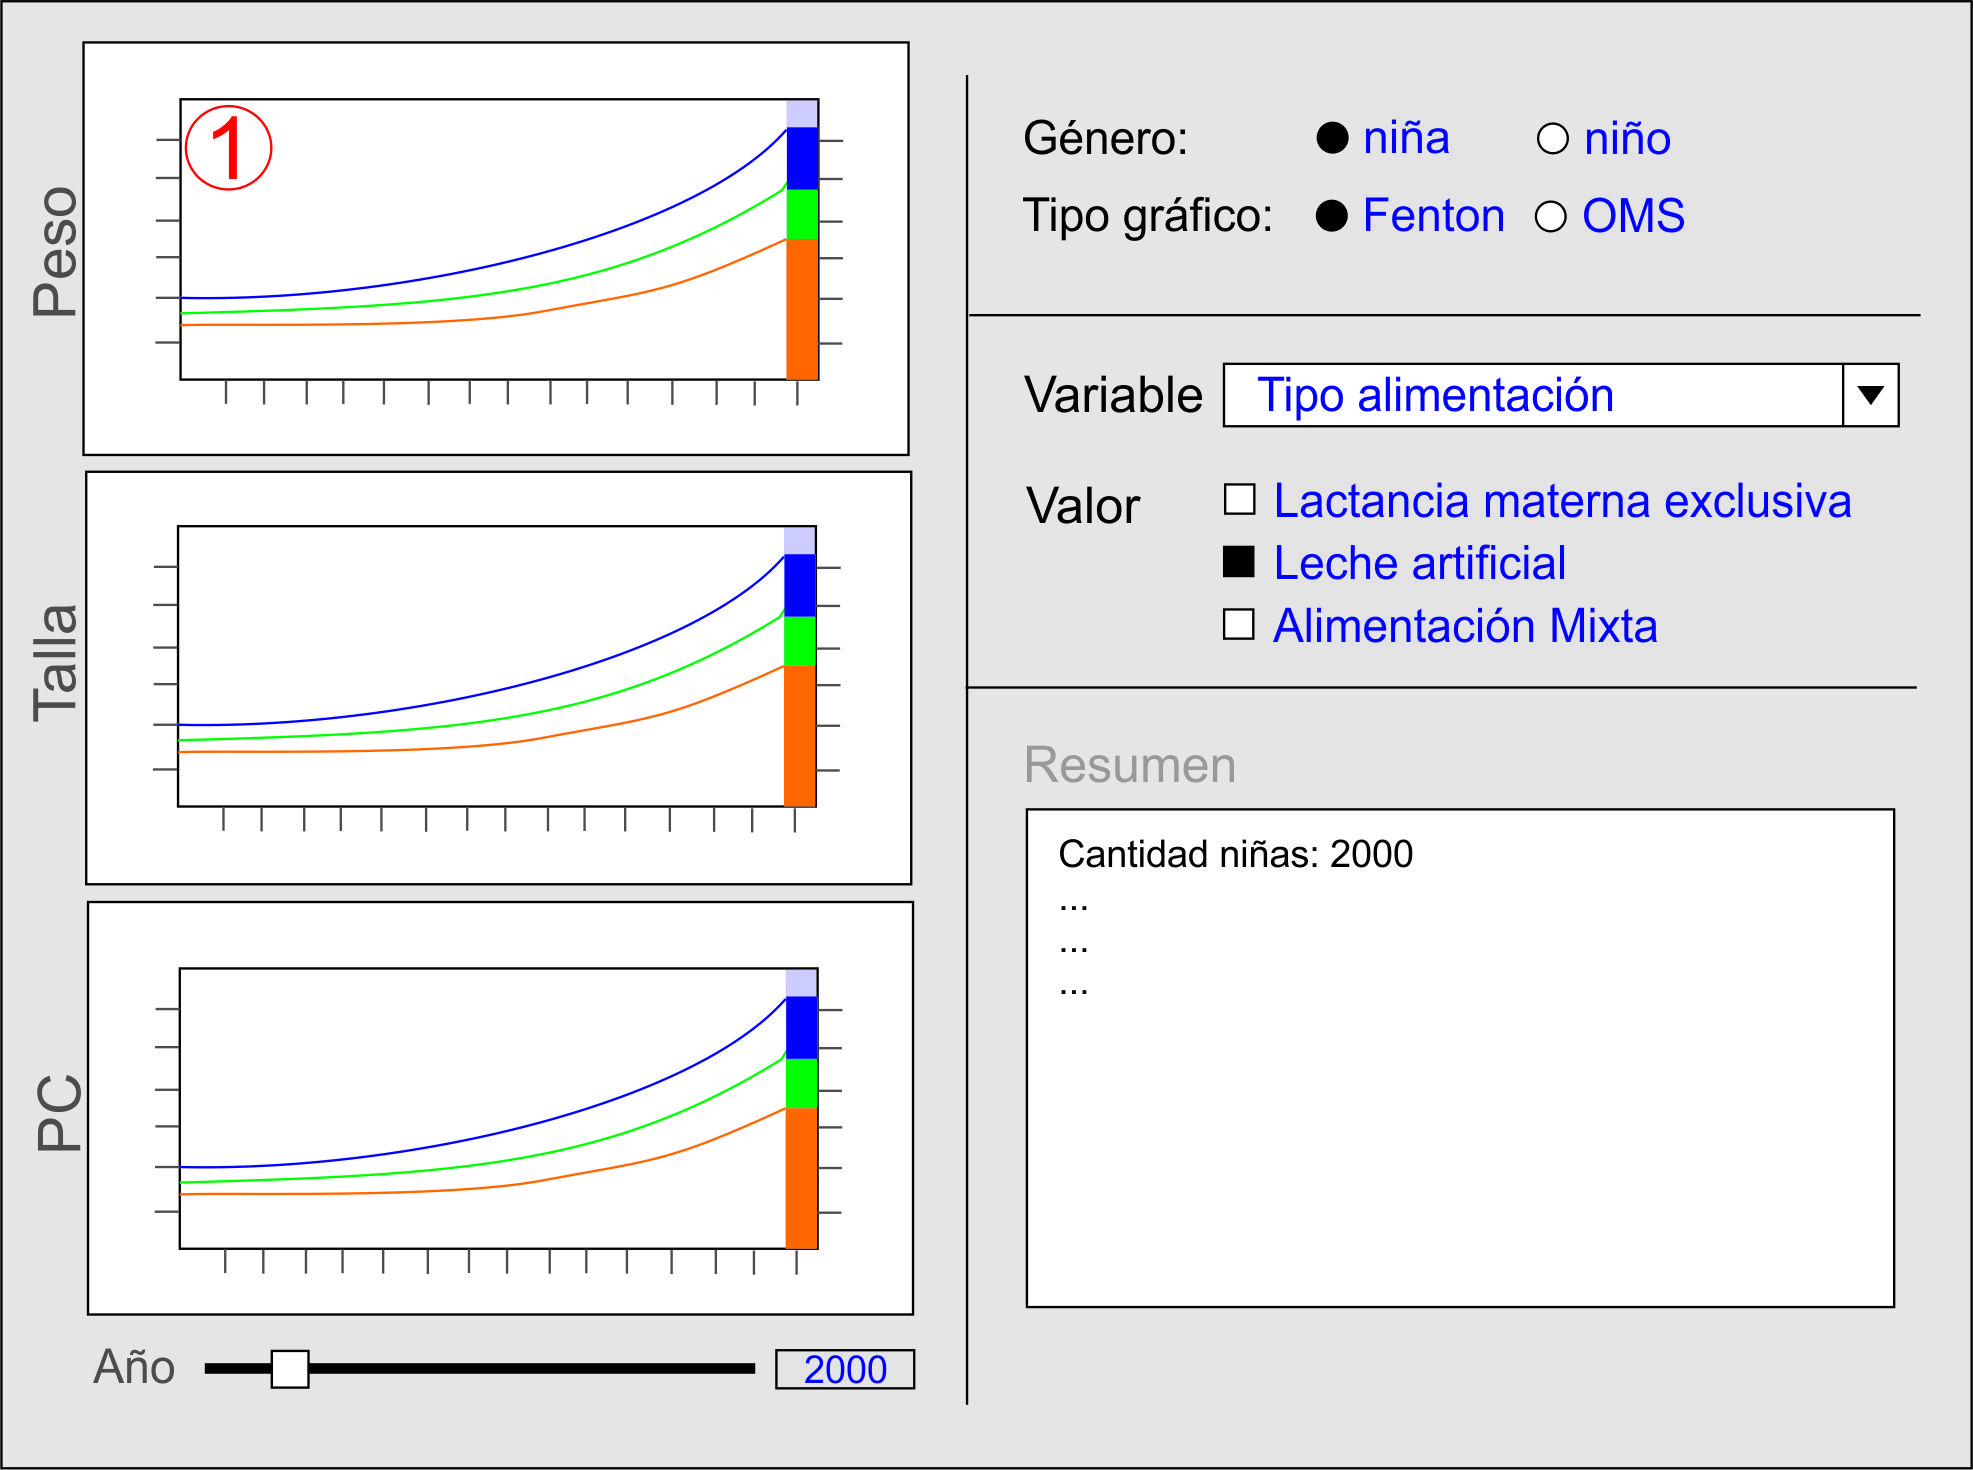 1
Peso
Talla
PC
Año 2000
Género: niña niño
Tipo gráfico: Fenton OMS
Variable Tipo alimentación
Valor Lactancia materna exclusiva
Leche artificial
Alimentación Mixta
Resumen
Cantidad niñas: 2000
...
...
...